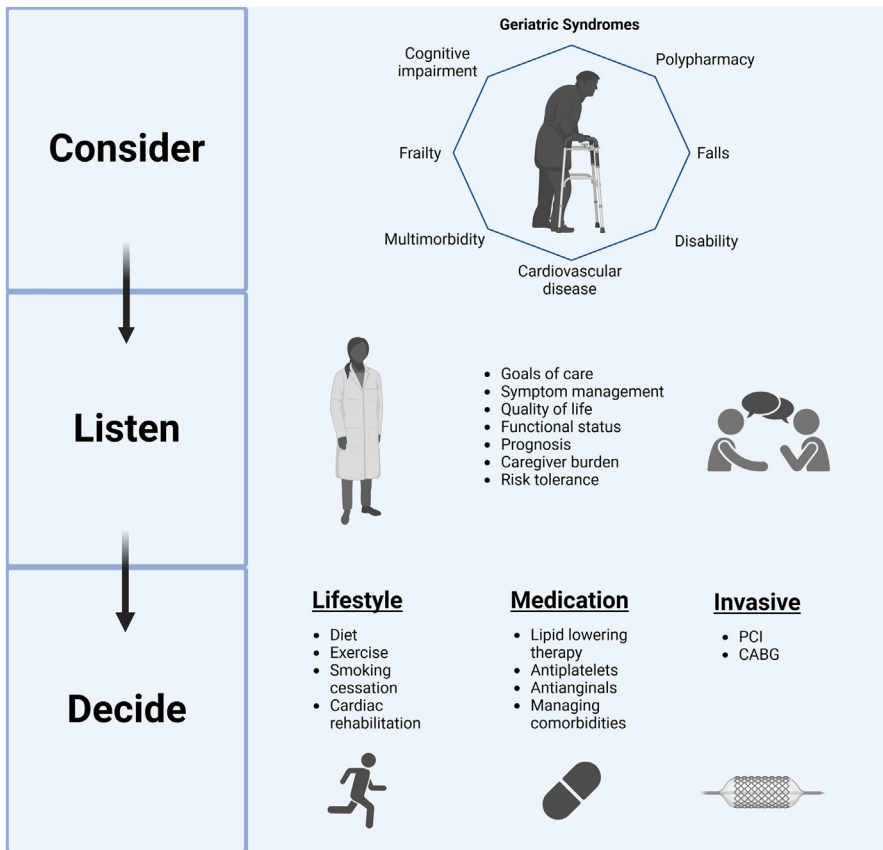 Consider
Geriatric Syndromes
Cognitive
impairment
Polypharmacy
Frailty
Falls
Multimorbidity
Disability
Cardiovascular
disease
Listen
• Goals of care
• Symptom management
• Quality of life
• Functional status
• Prognosis
• Caregiver burden
• Risk tolerance
Decide
Lifestyle
• Diet
• Exercise
• Smoking
cessation
• Cardiac
rehabilitation
Medication
• Lipid lowering
therapy
• Antiplatelets
• Antianginals
• Managing
comorbidities
Invasive
• PCI
• CABG